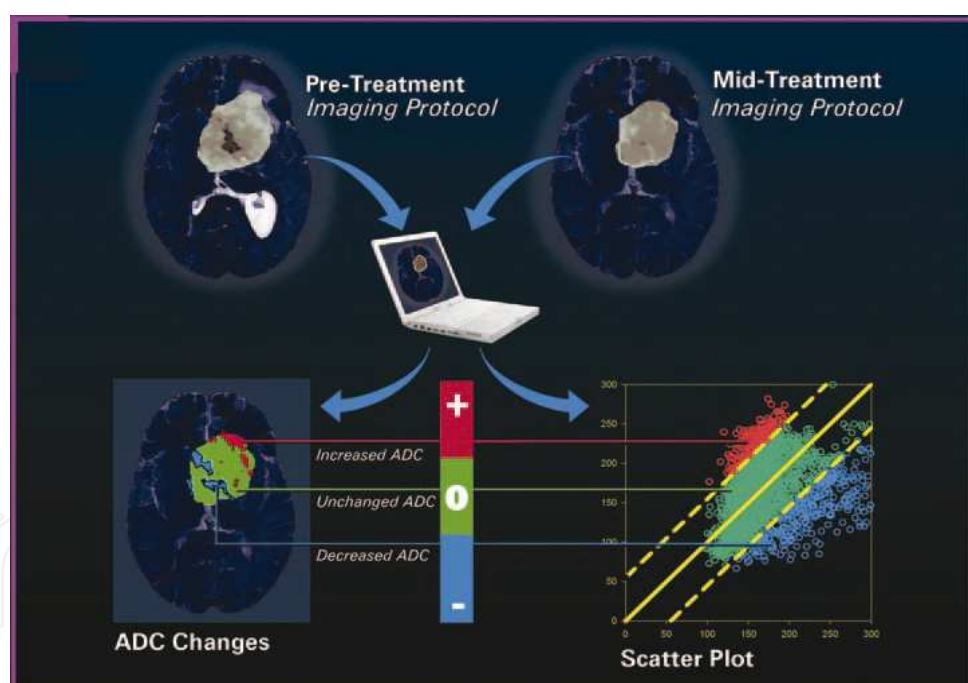 Pre-Treatment
Imaging Protocol
Mid-Treatment
Imaging Protocol
+
Increased ADC
Unchanged ADC
0
Decreased ADC
-
ADC Changes
300
250
200
150
100
50
0
0 50 100 150 200 250 300
Scatter Plot